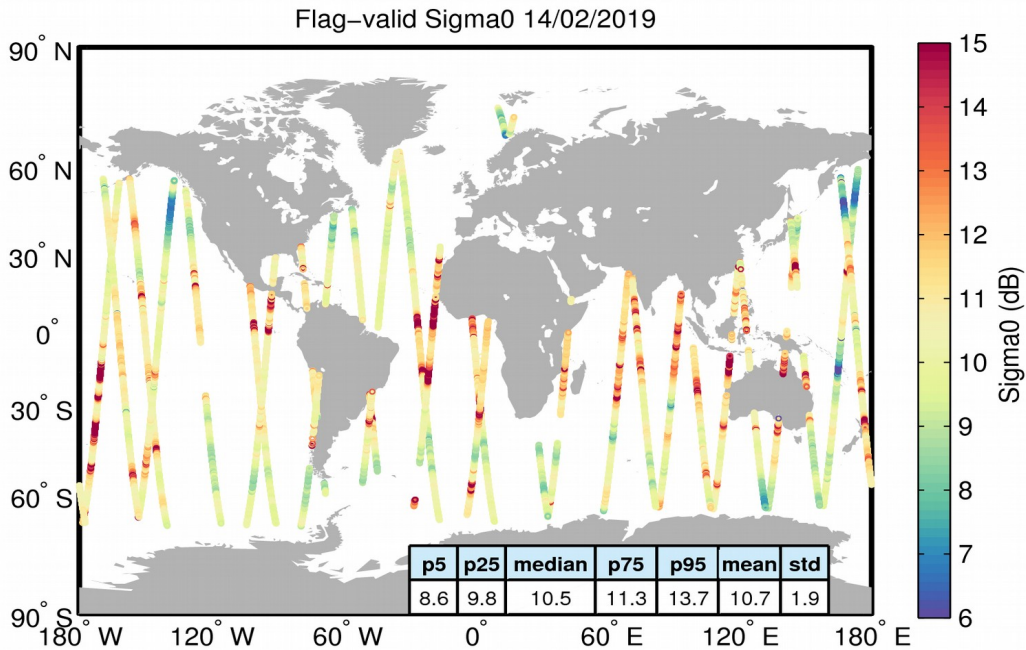 Flag−valid Sigma0 14/02/2019
90° N
60° N
30° N
0°
30° S
60° S
90° S
180° W
120° W
60° W
0°
60° E
120° E
180° E
p5 p25 median p75 p95 mean std
8.6 9.8 10.5 11.3 13.7 10.7 1.9
15
14
13
12
11
10
9
8
7
6
Sigma0 (dB)